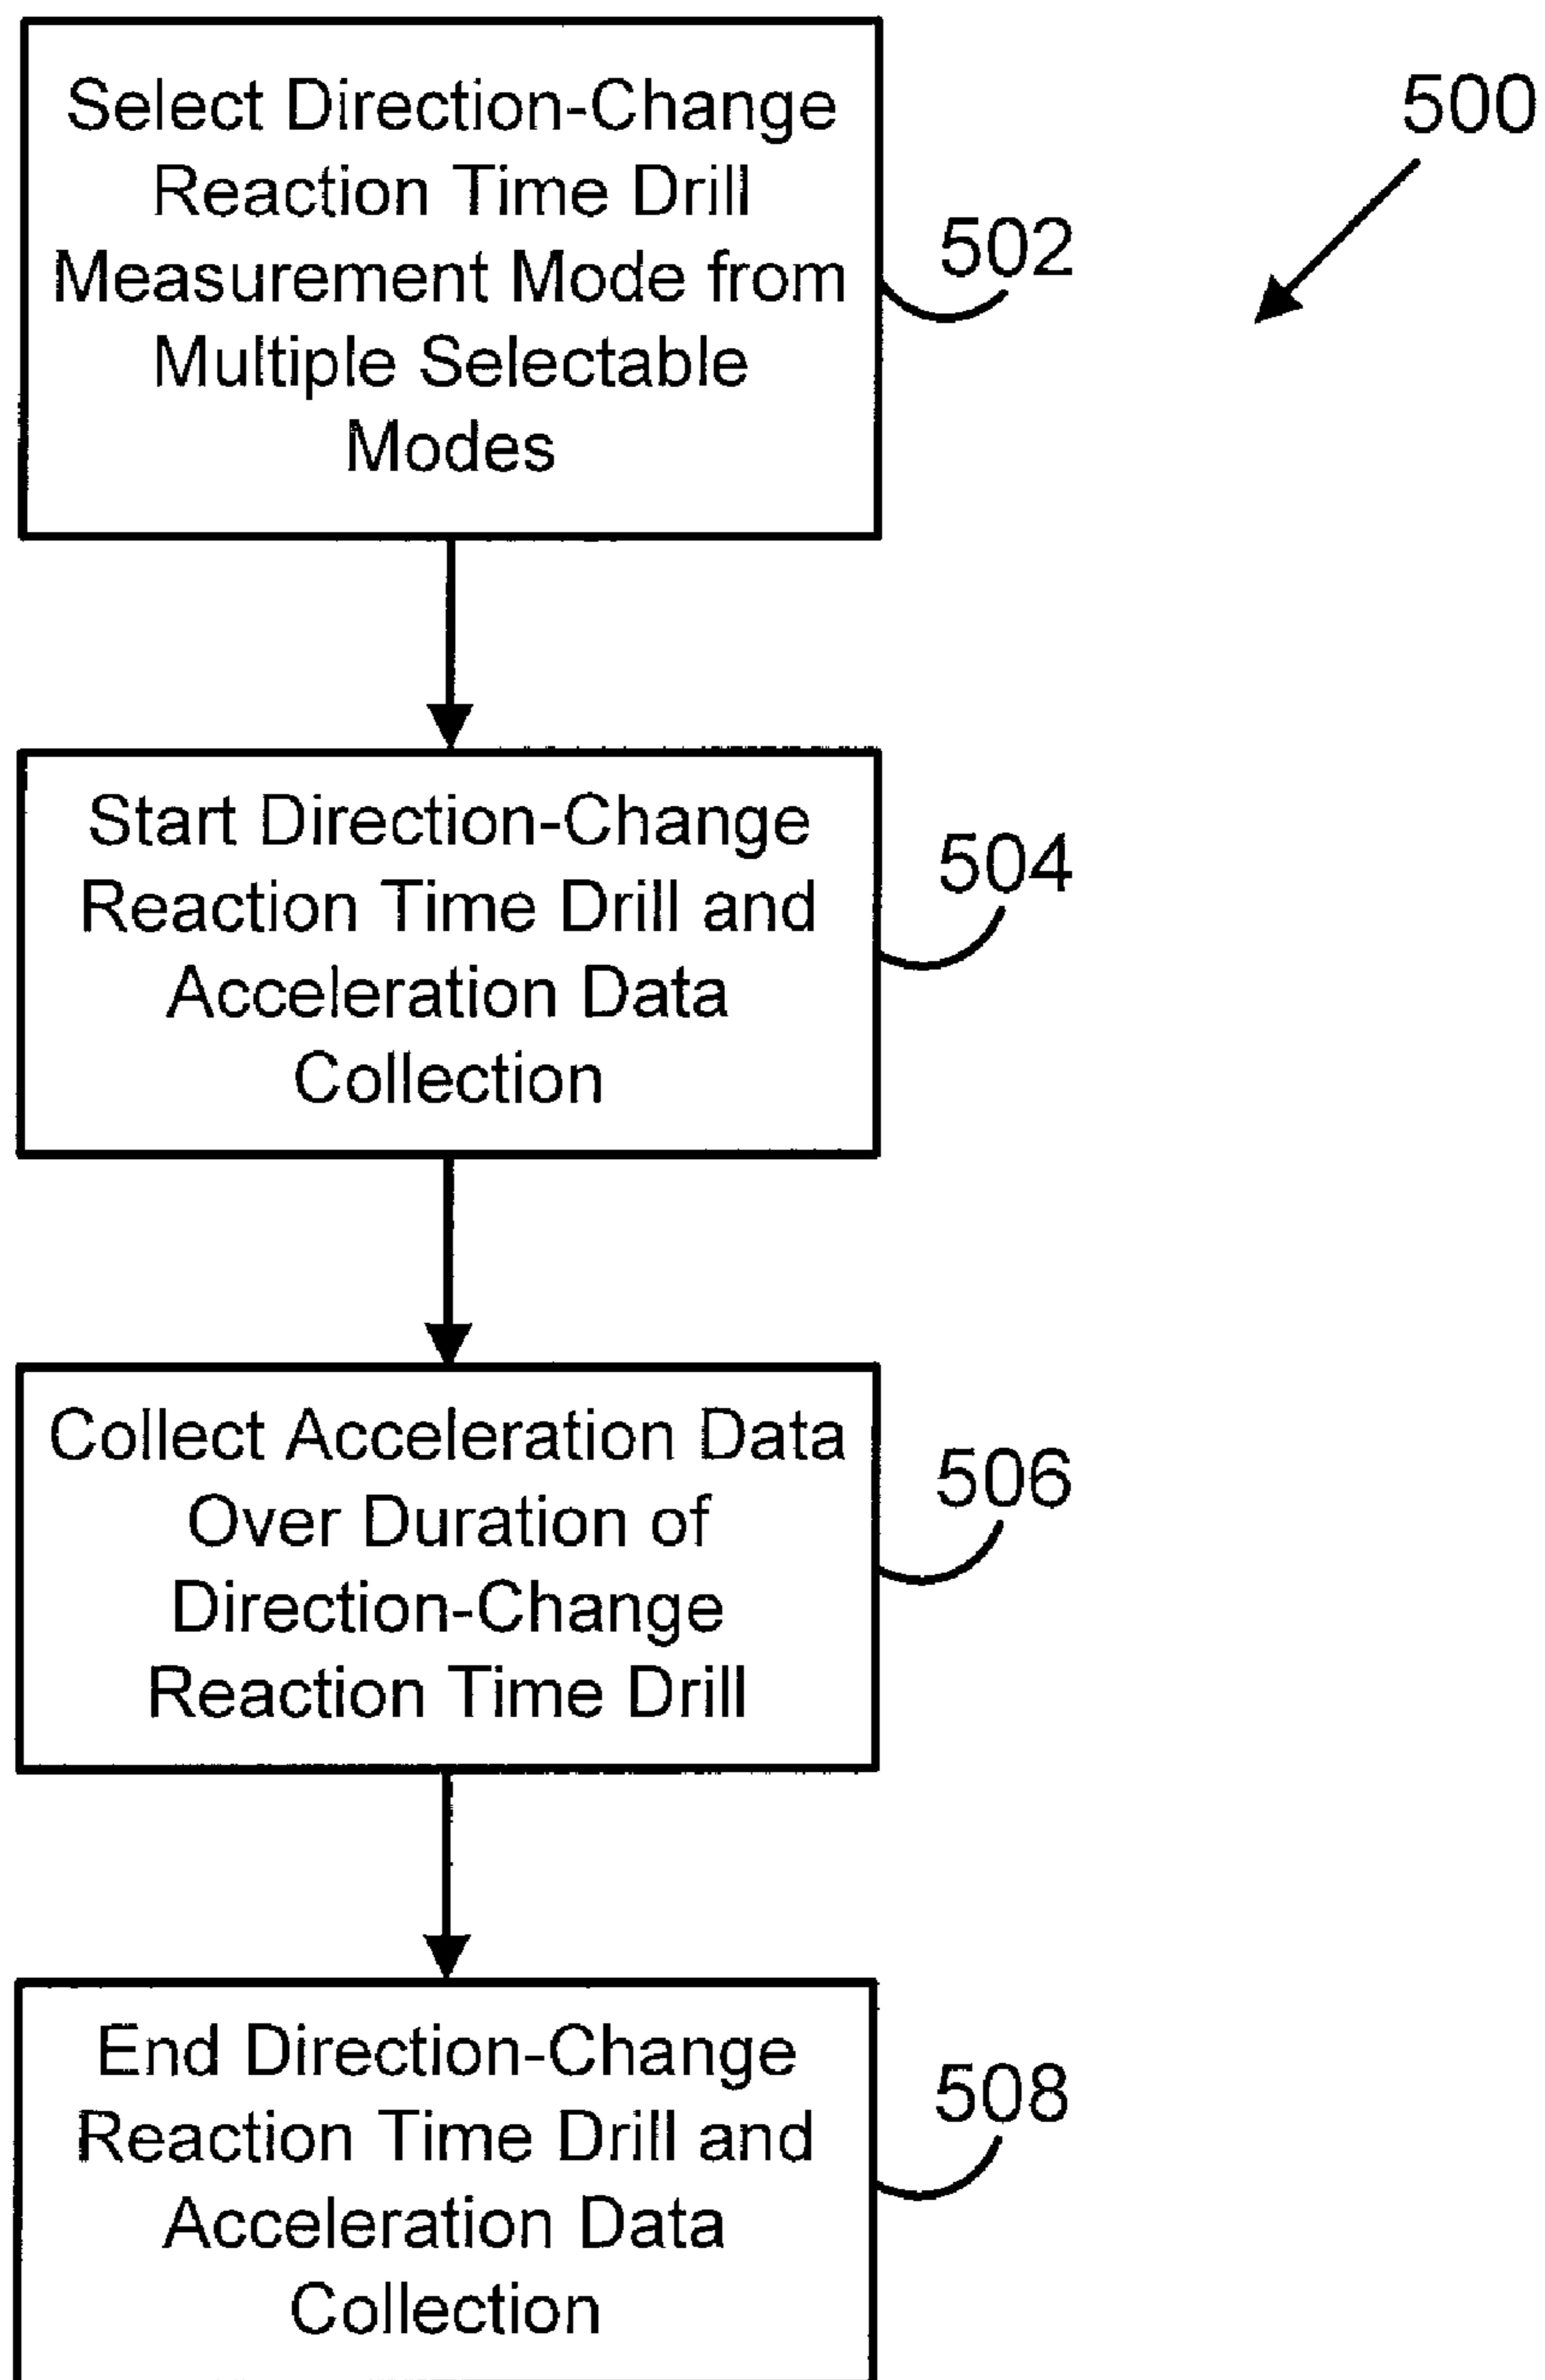 Select Direction-Change
Reaction Time Drill
Measurement Mode from
Multiple Selectable
Modes
500
502
Start Direction-Change
Reaction Time Drill and
Acceleration Data
Collection
504
Collect Acceleration Data
Over Duration of
Direction-Change
Reaction Time Drill
506
End Direction-Change
Reaction Time Drill and
Acceleration Data
Collection
508